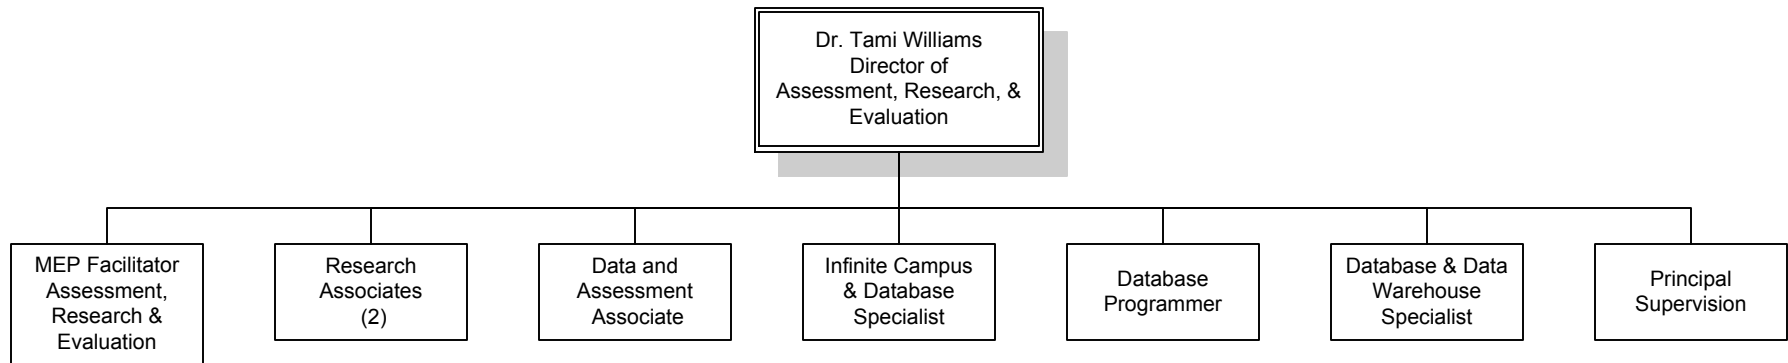 Dr. Tami Williams
Director of
Assessment, Research, &
Evaluation
MEP Facilitator
Assessment,
Research &
Evaluation
Research
Associates
(2)
Data and
Assessment
Associate
Infinite Campus
& Database
Specialist
Database
Programmer
Database & Data
Warehouse
Specialist
Principal
Supervision